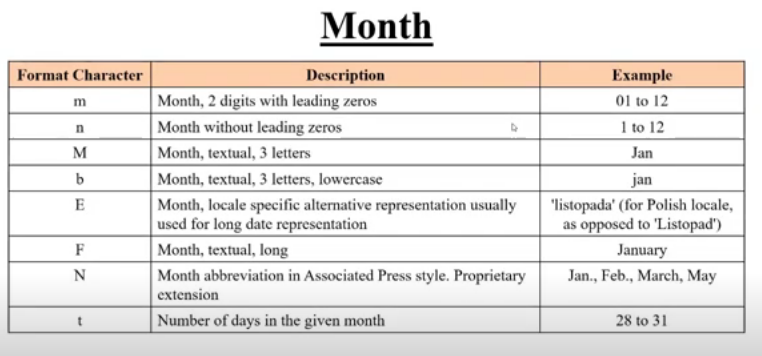 Month
Format Character Description Example
m Month, 2 digits with leading zeros 01 to 12
n Month without leading zeros 1 to 12
M Month, textual, 3 letters Jan
b Month, textual, 3 letters, lowercase jan
E Month, locale specific alternative representation usually 'listopada' (for Polish locale,
used for long date representation as opposed to 'Listopad')
F Month, textual, long January
N Month abbreviation in Associated Press style. Proprietary Jan., Feb., March, May
extension
t Number of days in the given month 28 to 31